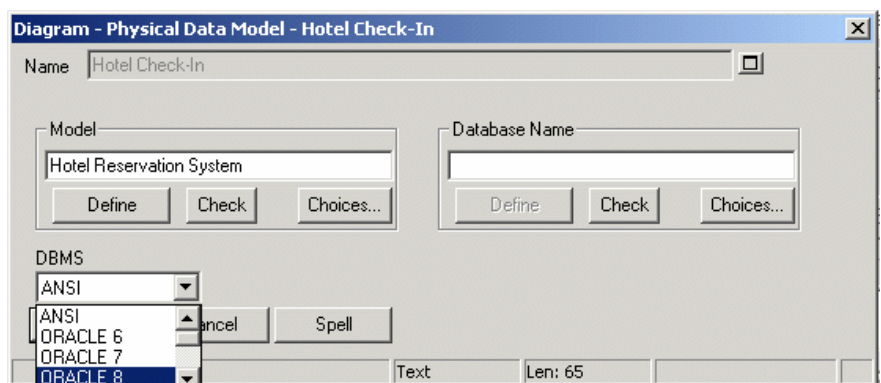 Diagram - Physical Data Model - Hotel Check-In
Name Hotel Check-In
Model
Database Name
Hotel Reservation System
Define Check Choices...
Define Check Choices...
DBMS
ANSI
ANSI
ORACLE 6
ORACLE 7
ORACLE 8
ancel Spell
Text Len: 65